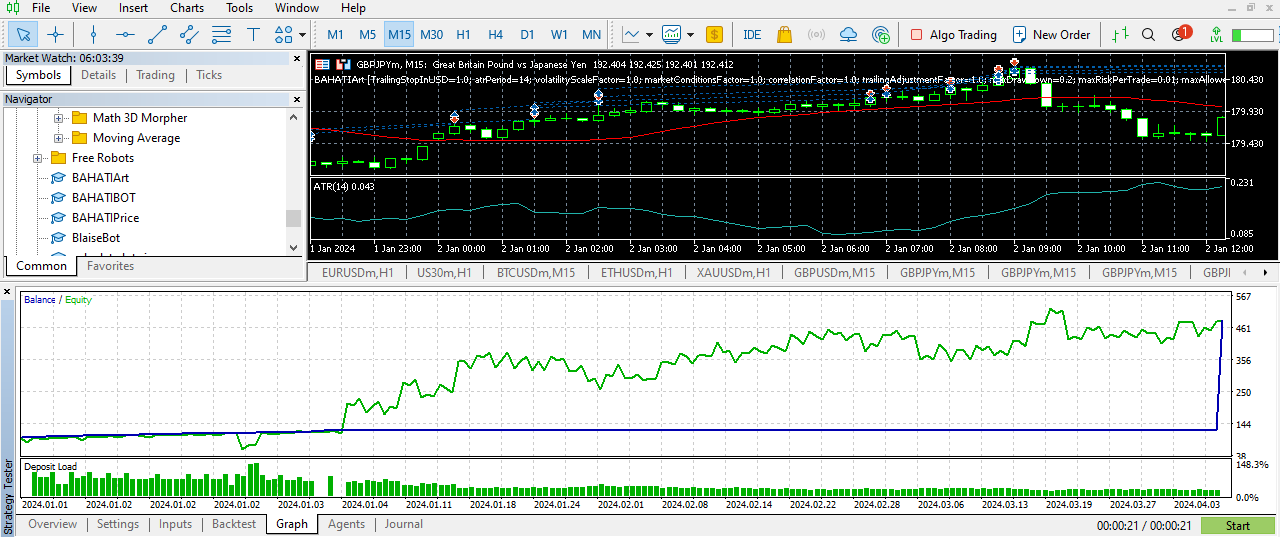 File View Insert Charts Tools Window Help
M1 M5 M15 M30 H1 H4 D1 W1 MN IDE Algo Trading New Order 1 LVL
Market Watch: 06:03:39
Symbols Details Trading Ticks
Navigator
Math 3D Morpher
Moving Average
Free Robots
BAHATIArt
BAHATIBOT
BAHATIPrice
BlaiseBot
Common Favorites
GBPJPYm, M15: Great Britain Pound vs Japanese Yen 192.404 192.425 192.401 192.412
BAHATIArt |TrailingStopInUSD=1.0; atrPeriod=14; volatilityScaleFactor=1.0; marketConditionsFactor=1.0; correlationFactor=1.0; trailingAdjustmentFactor=1.0; maxDrawdown=0.2; maxRiskPerTrade=0.01; maxAllowe
180.430
179.930
179.430
ATR(14) 0.043
0.231
0.085
1 Jan 2024 1 Jan 23:00 2 Jan 00:00 2 Jan 01:00 2 Jan 02:00 2 Jan 03:00 2 Jan 04:00 2 Jan 05:00 2 Jan 06:00 2 Jan 07:00 2 Jan 08:00 2 Jan 09:00 2 Jan 10:00 2 Jan 11:00 2 Jan 12:00
EURUSDm,H1 US30m,H1 BTCUSDm,M15 ETHUSDm,H1 XAUUSDm,H1 GBPUSDm,M15 GBPJPYm,M15 GBPJPYm,M15 GBPJPYm,M15 GBPJ
Balance / Equity
567
461
356
250
144
38
Deposit Load
148.3%
0.0%
2024.01.01 2024.01.02 2024.01.02 2024.01.02 2024.01.03 2024.01.04 2024.01.11 2024.01.18 2024.01.25 2024.02.01 2024.02.08 2024.02.14 2024.02.22 2024.02.28 2024.03.06 2024.03.13 2024.03.19 2024.03.27 2024.04.03
Strategy Tester
Overview Settings Inputs Backtest Graph Agents Journal
00:00:21 / 00:00:21 Start